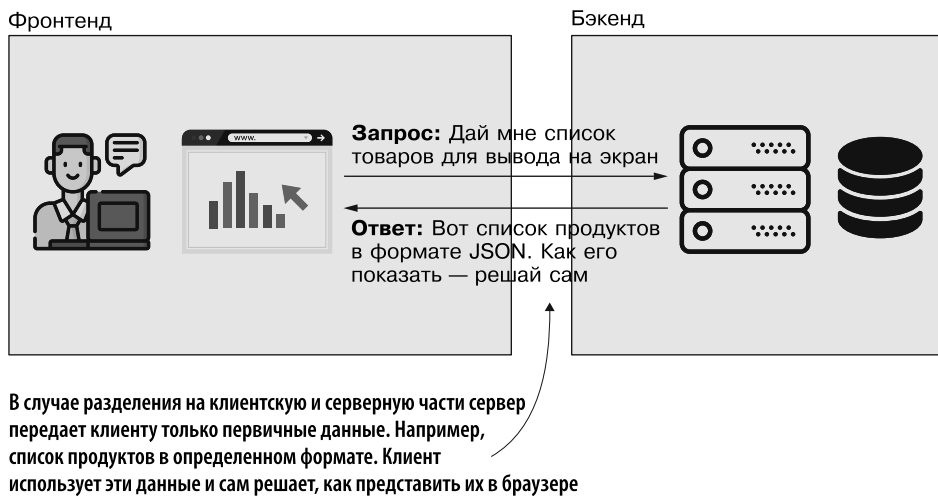 Фронтенд
Бэкенд
www.
Запрос: Дай мне список
товаров для вывода на экран
Ответ: Вот список продуктов
в формате JSON. Как его
показать — решай сам
В случае разделения на клиентскую и серверную части сервер
передает клиенту только первичные данные. Например,
список продуктов в определенном формате. Клиент
использует эти данные и сам решает, как представить их в браузере